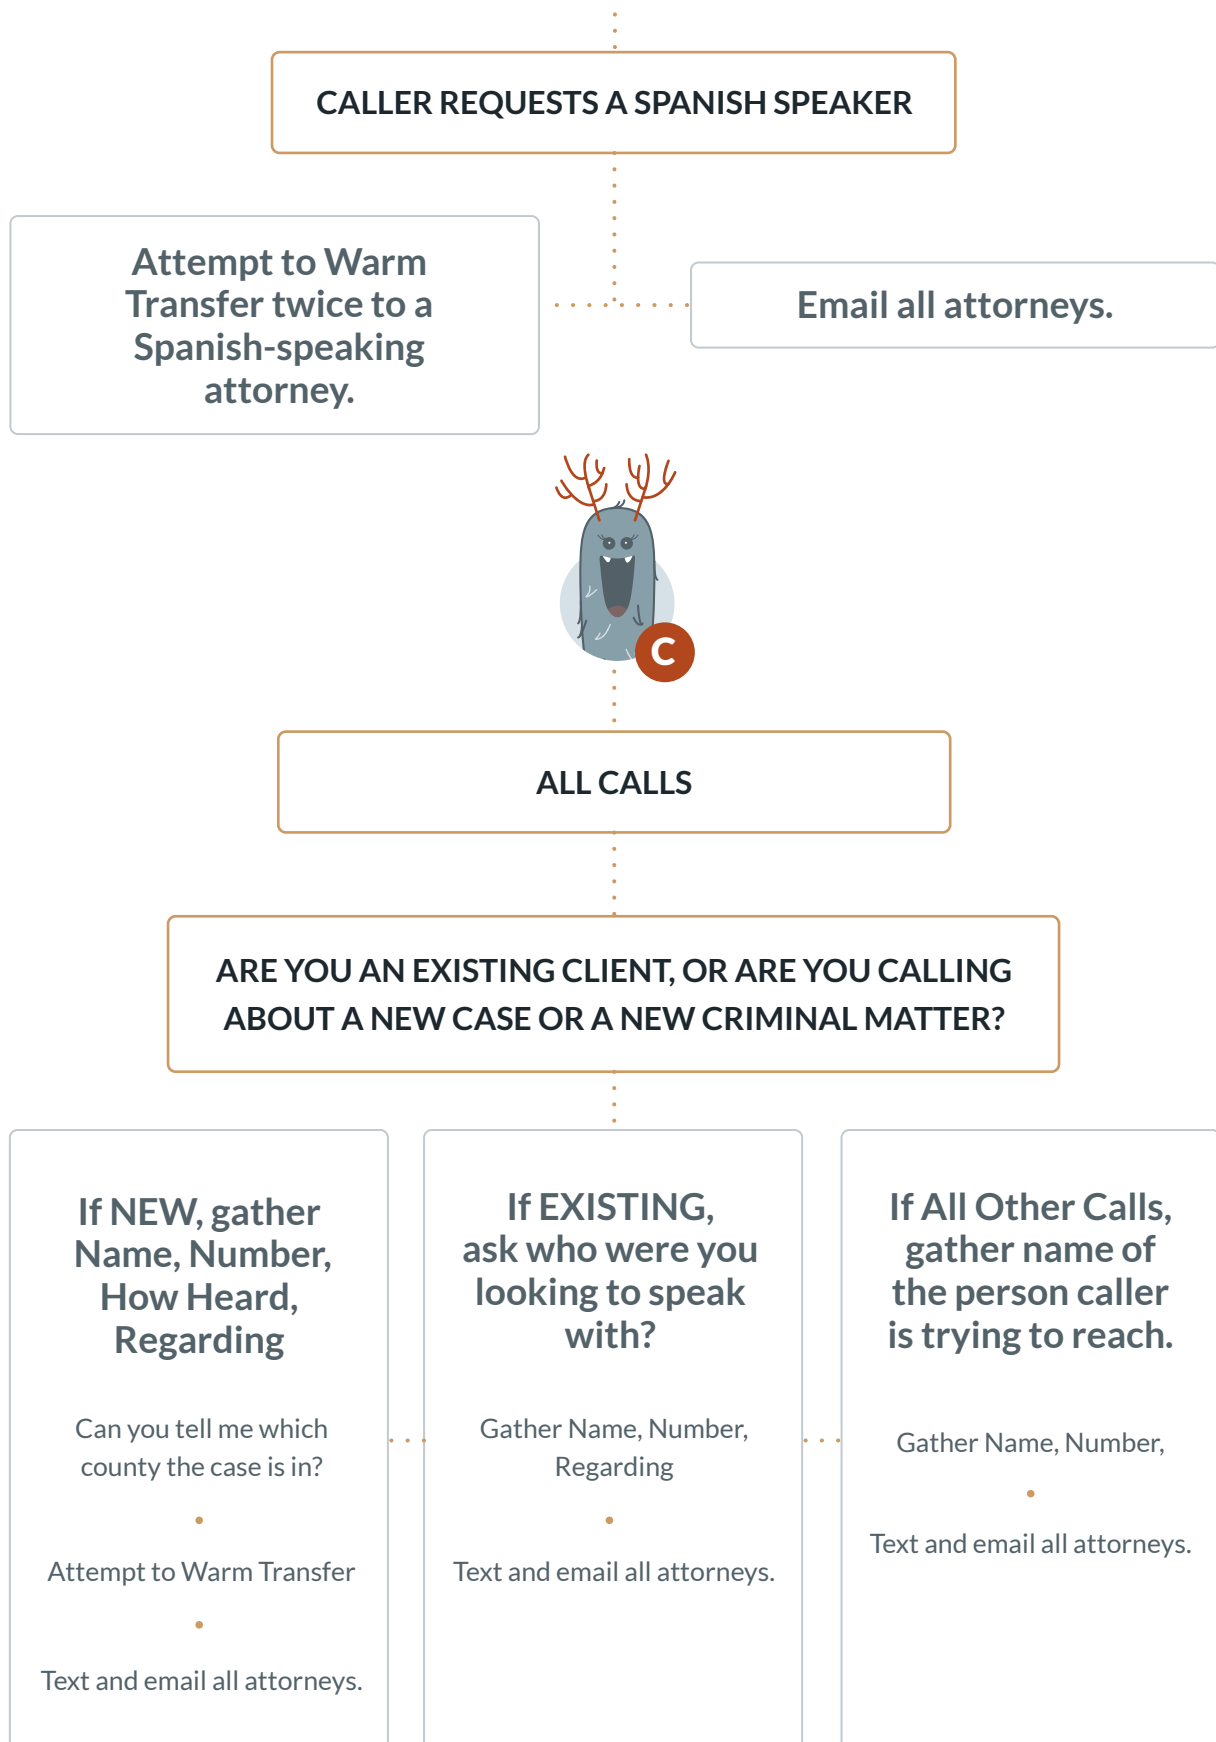 CALLER REQUESTS A SPANISH SPEAKER
Attempt to Warm
Transfer twice to a
Spanish-speaking
attorney.
Email all attorneys.
C
ALL CALLS
ARE YOU AN EXISTING CLIENT, OR ARE YOU CALLING
ABOUT A NEW CASE OR A NEW CRIMINAL MATTER?
If NEW, gather
Name, Number,
How Heard,
Regarding
Can you tell me which
county the case is in?
Attempt to Warm Transfer
Text and email all attorneys.
If EXISTING,
ask who were you
looking to speak
with?
Gather Name, Number,
Regarding
Text and email all attorneys.
If All Other Calls,
gather name of
the person caller
is trying to reach.
Gather Name, Number,
Text and email all attorneys.